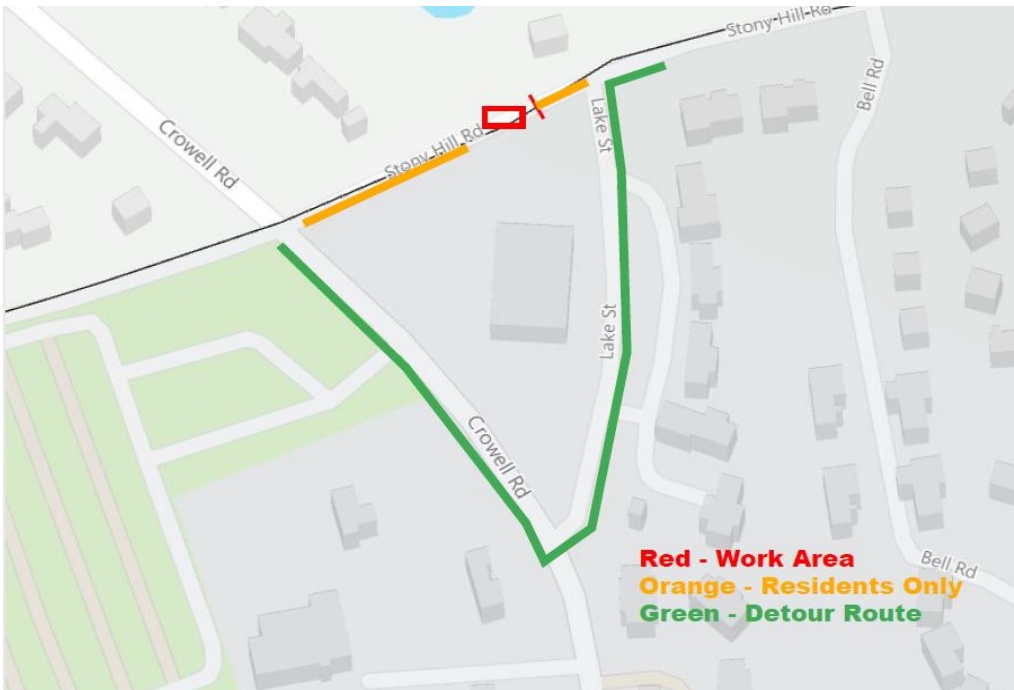 Stony Hill Rd
Bell Rd
Lake St
Crowell Rd
Stony Hill Rd
Lake St
Crowell Rd
Red - Work Area
Bell Rd
Orange - Residents Only
Green - Detour Route